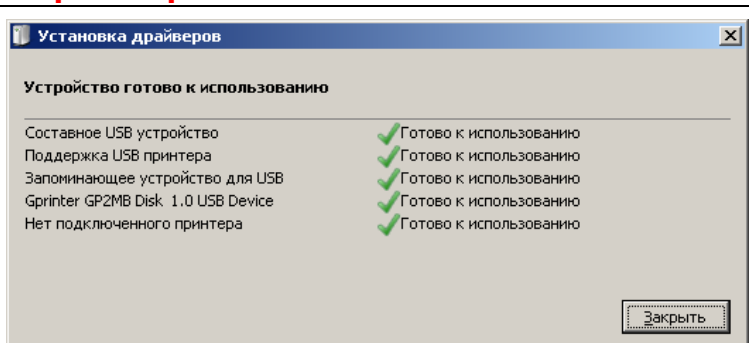 Установка драйверов
Устройство готово к использованию
Составное USB устройство Готово к использованию
Поддержка USB принтера Готово к использованию
Запоминающее устройство для USB Готово к использованию
Gprinter GP2MB Disk 1.0 USB Device Готово к использованию
Нет подключенного принтера Готово к использованию
Закрыть